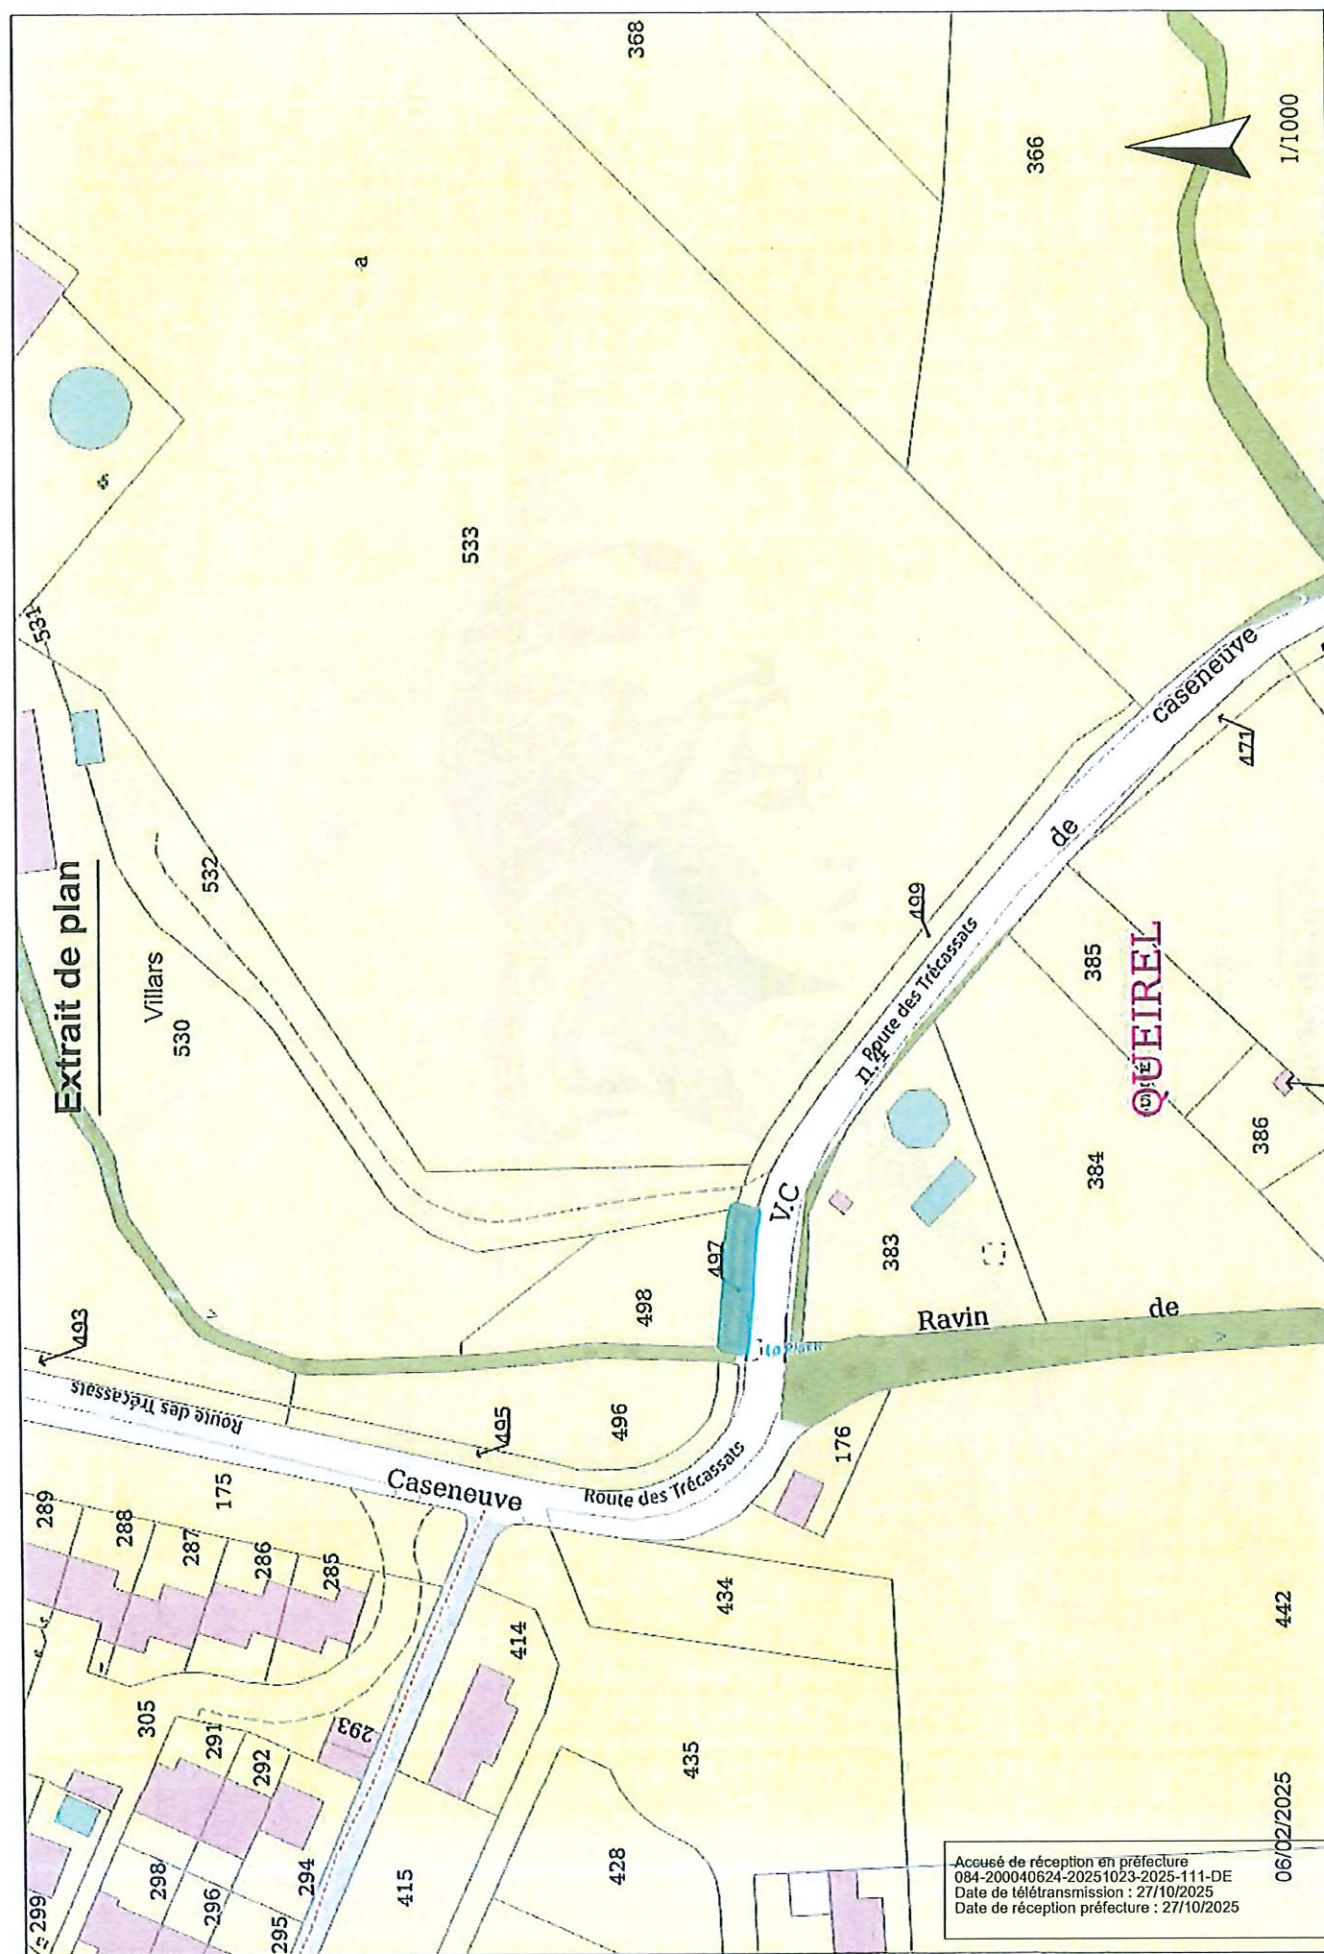 Extrait de plan
368
366
1/1000
a
533
531
532
Villars
530
499
caseneuve
de
471
Route des Trécassats
n.4
V.C
385
QUEIREL
384
386
383
497
498
493
Route des Trécassats
495
496
Ravin
de
Caseneuve
Route des Trécassats
176
175
289
288
287
286
285
434
442
414
305
291
292
293
435
299
298
296
294
295
415
428
06/02/2025
Accusé de réception en préfecture
084-200040624-20251023-2025-111-DE
Date de télétransmission : 27/10/2025
Date de réception préfecture : 27/10/2025